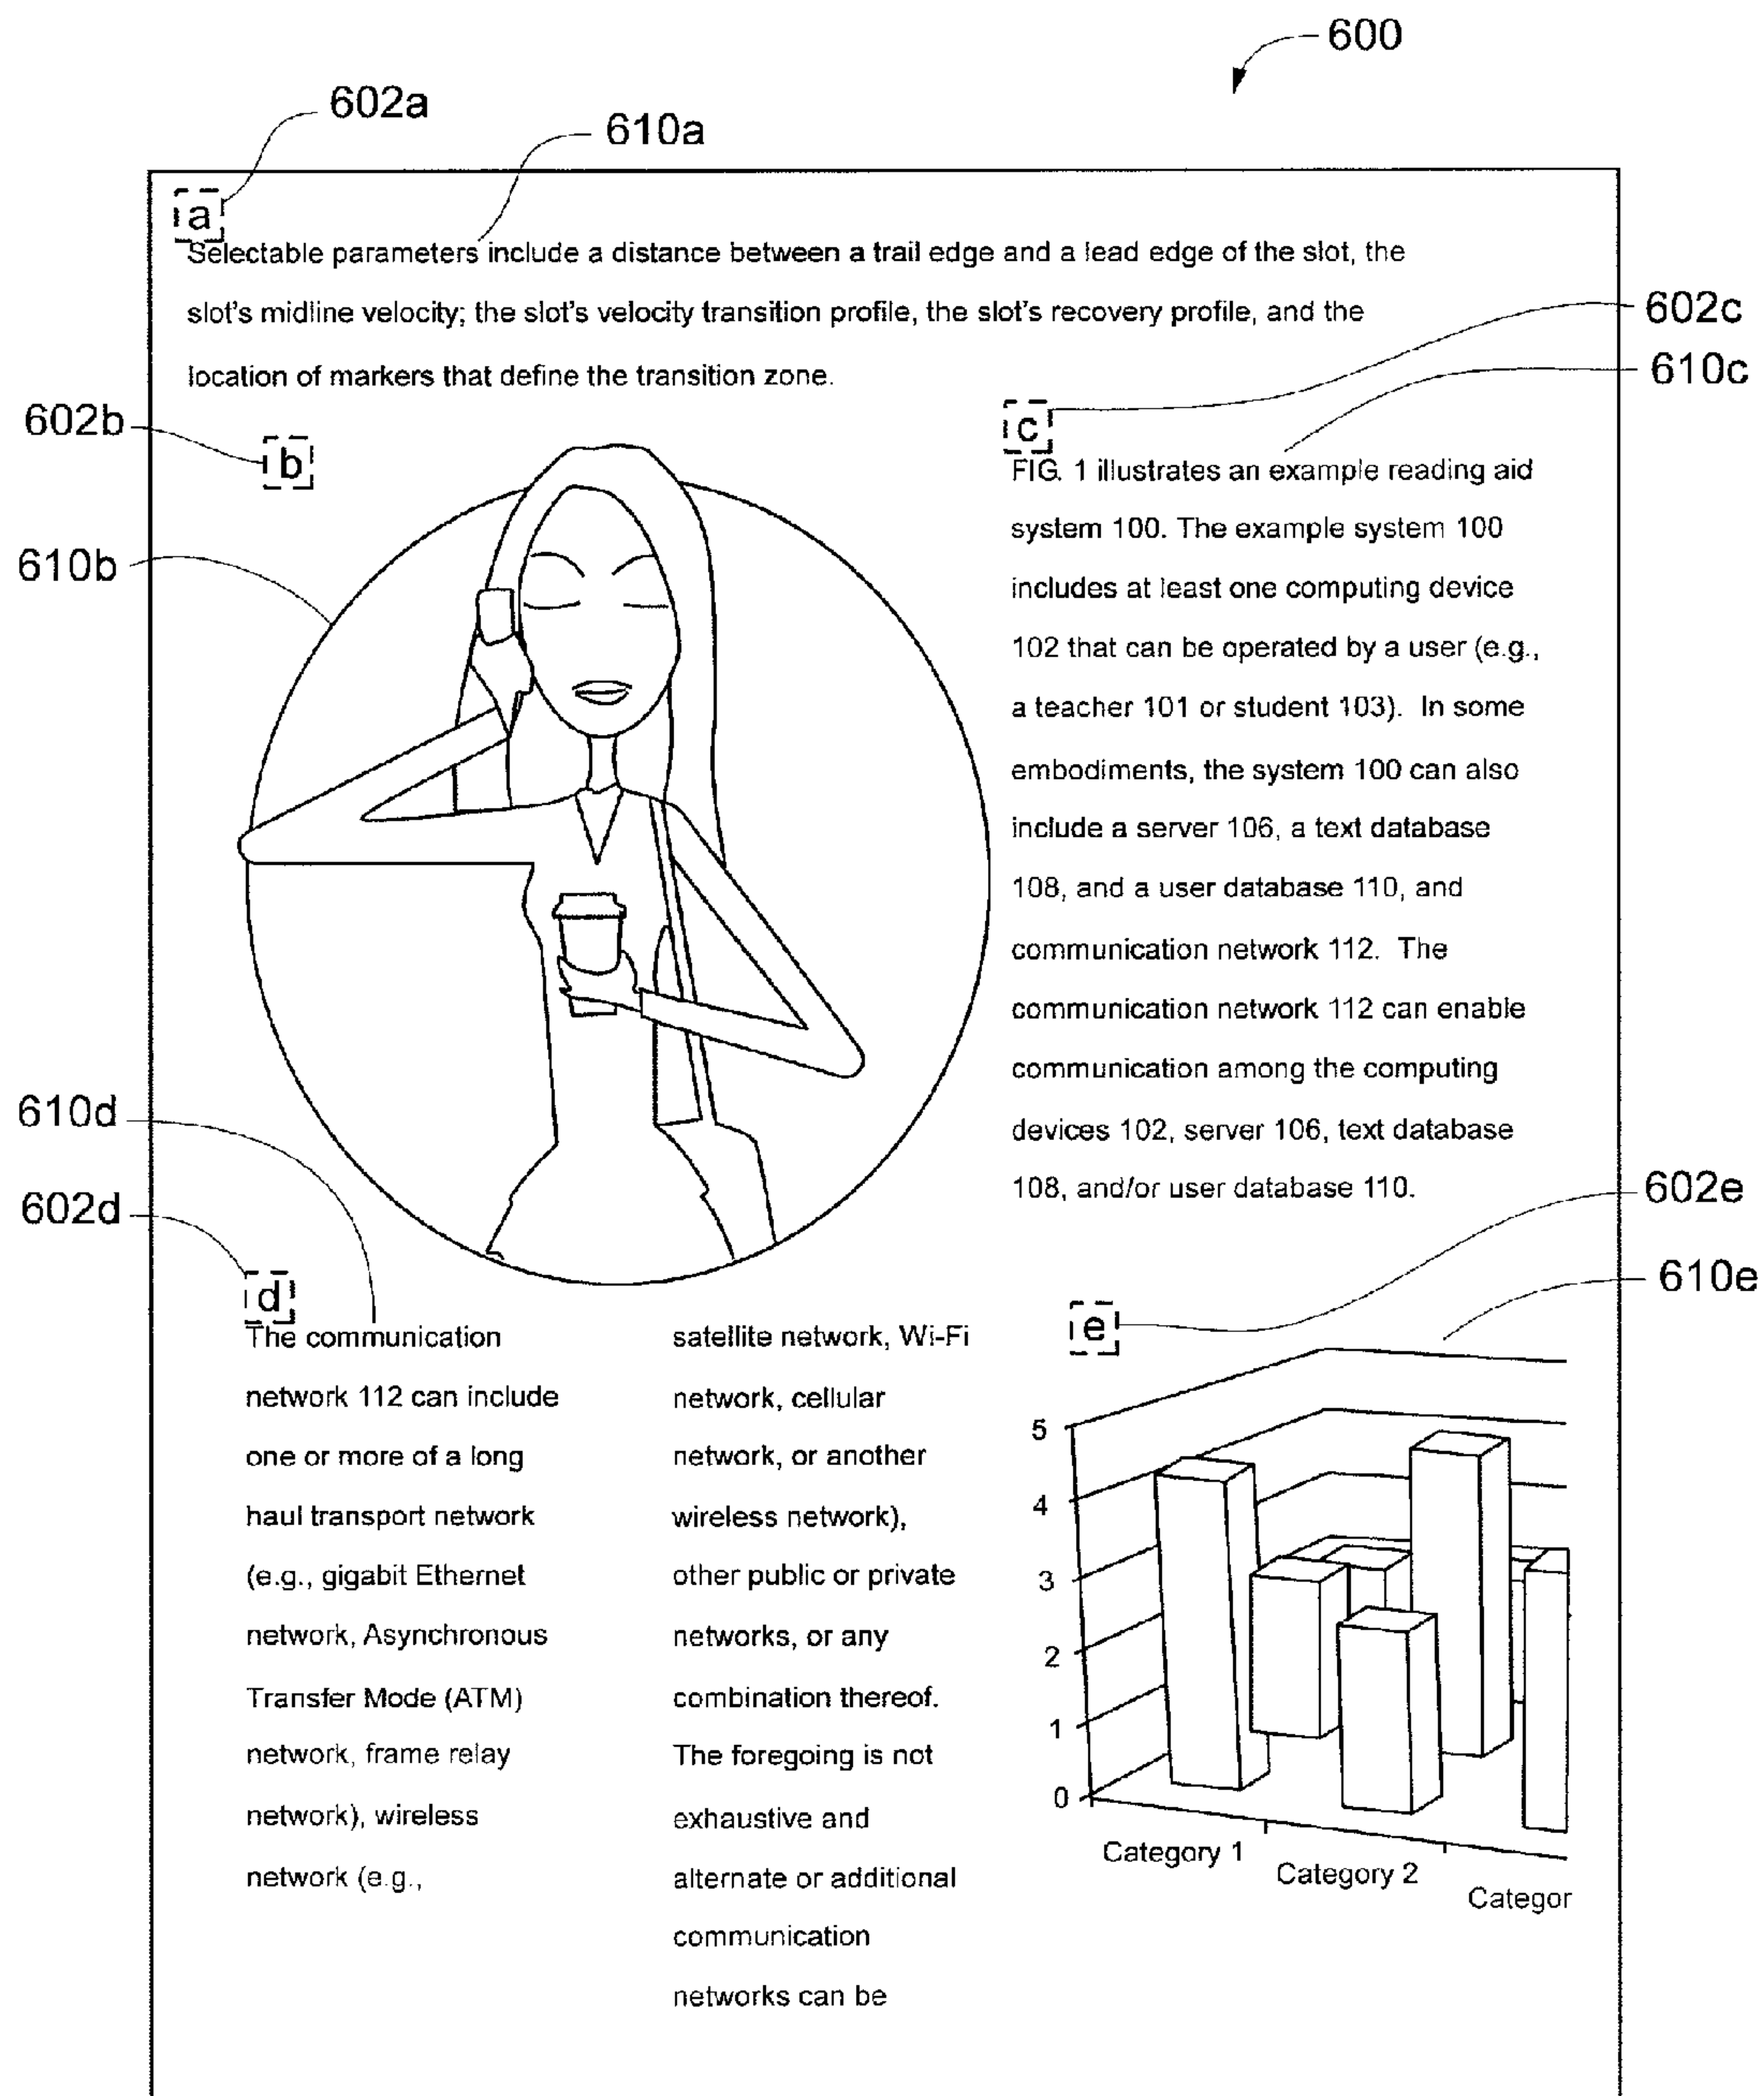 600
602a
610a
a
Selectable parameters include a distance between a trail edge and a lead edge of the slot, the
slot's midline velocity; the slot's velocity transition profile, the slot's recovery profile, and the
location of markers that define the transition zone.
602c
610c
602b
b
610b
c
FIG. 1 illustrates an example reading aid
system 100. The example system 100
includes at least one computing device
102 that can be operated by a user (e.g.,
a teacher 101 or student 103). In some
embodiments, the system 100 can also
include a server 106, a text database
108, and a user database 110, and
communication network 112. The
communication network 112 can enable
communication among the computing
devices 102, server 106, text database
108, and/or user database 110.
610d
602d
d
The communication
network 112 can include
one or more of a long
haul transport network
(e.g., gigabit Ethernet
network, Asynchronous
Transfer Mode (ATM)
network, frame relay
network), wireless
network (e.g.,
satellite network, Wi-Fi
network, cellular
network, or another
wireless network),
other public or private
networks, or any
combination thereof.
The foregoing is not
exhaustive and
alternate or additional
communication
networks can be
602e
610e
e
5
4
3
2
1
0
Category 1
Category 2
Categor